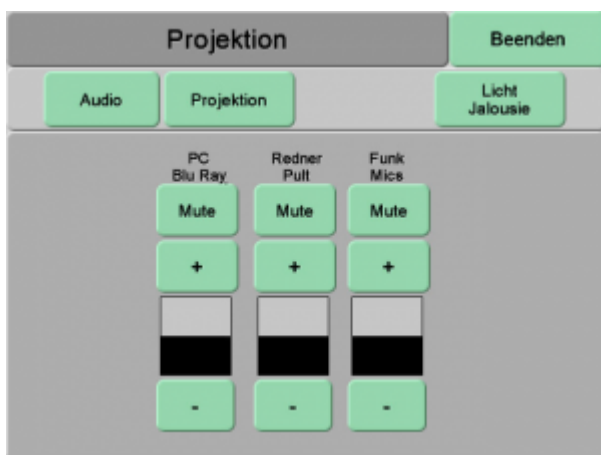 Projektion
Beenden
Audio
Projektion
Licht
Jalousie
PC
Blu Ray
Redner
Pult
Funk
Mics
Mute
Mute
Mute
+
+
+
-
-
-